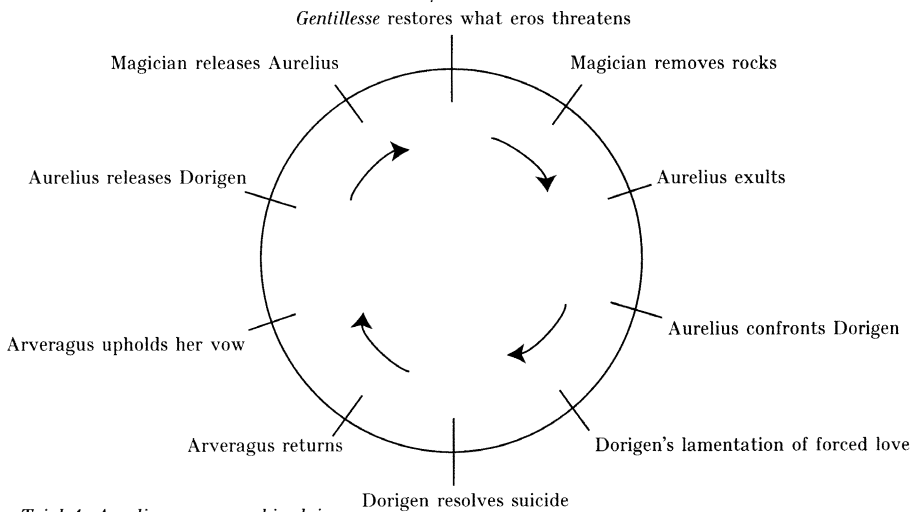 Gentillesse restores what eros threatens
Magician releases Aurelius
Magician removes rocks
Aurelius releases Dorigen
Aurelius exults
Arveragus upholds her vow
Aurelius confronts Dorigen
Arveragus returns
Dorigen's lamentation of forced love
Dorigen resolves suicide